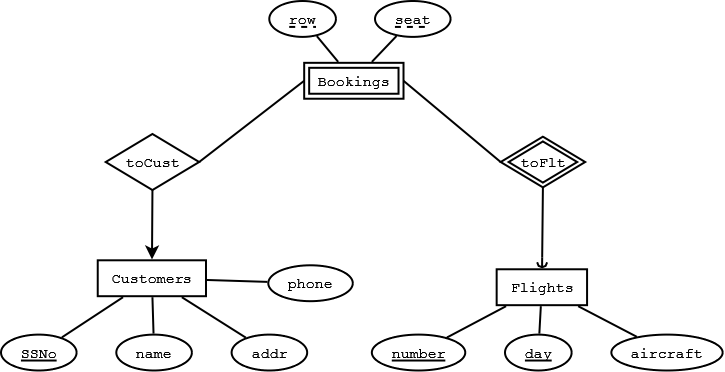 row
seat
Bookings
toCust
toFlt
Customers
phone
Flights
SSNo
name
addr
number
day
aircraft